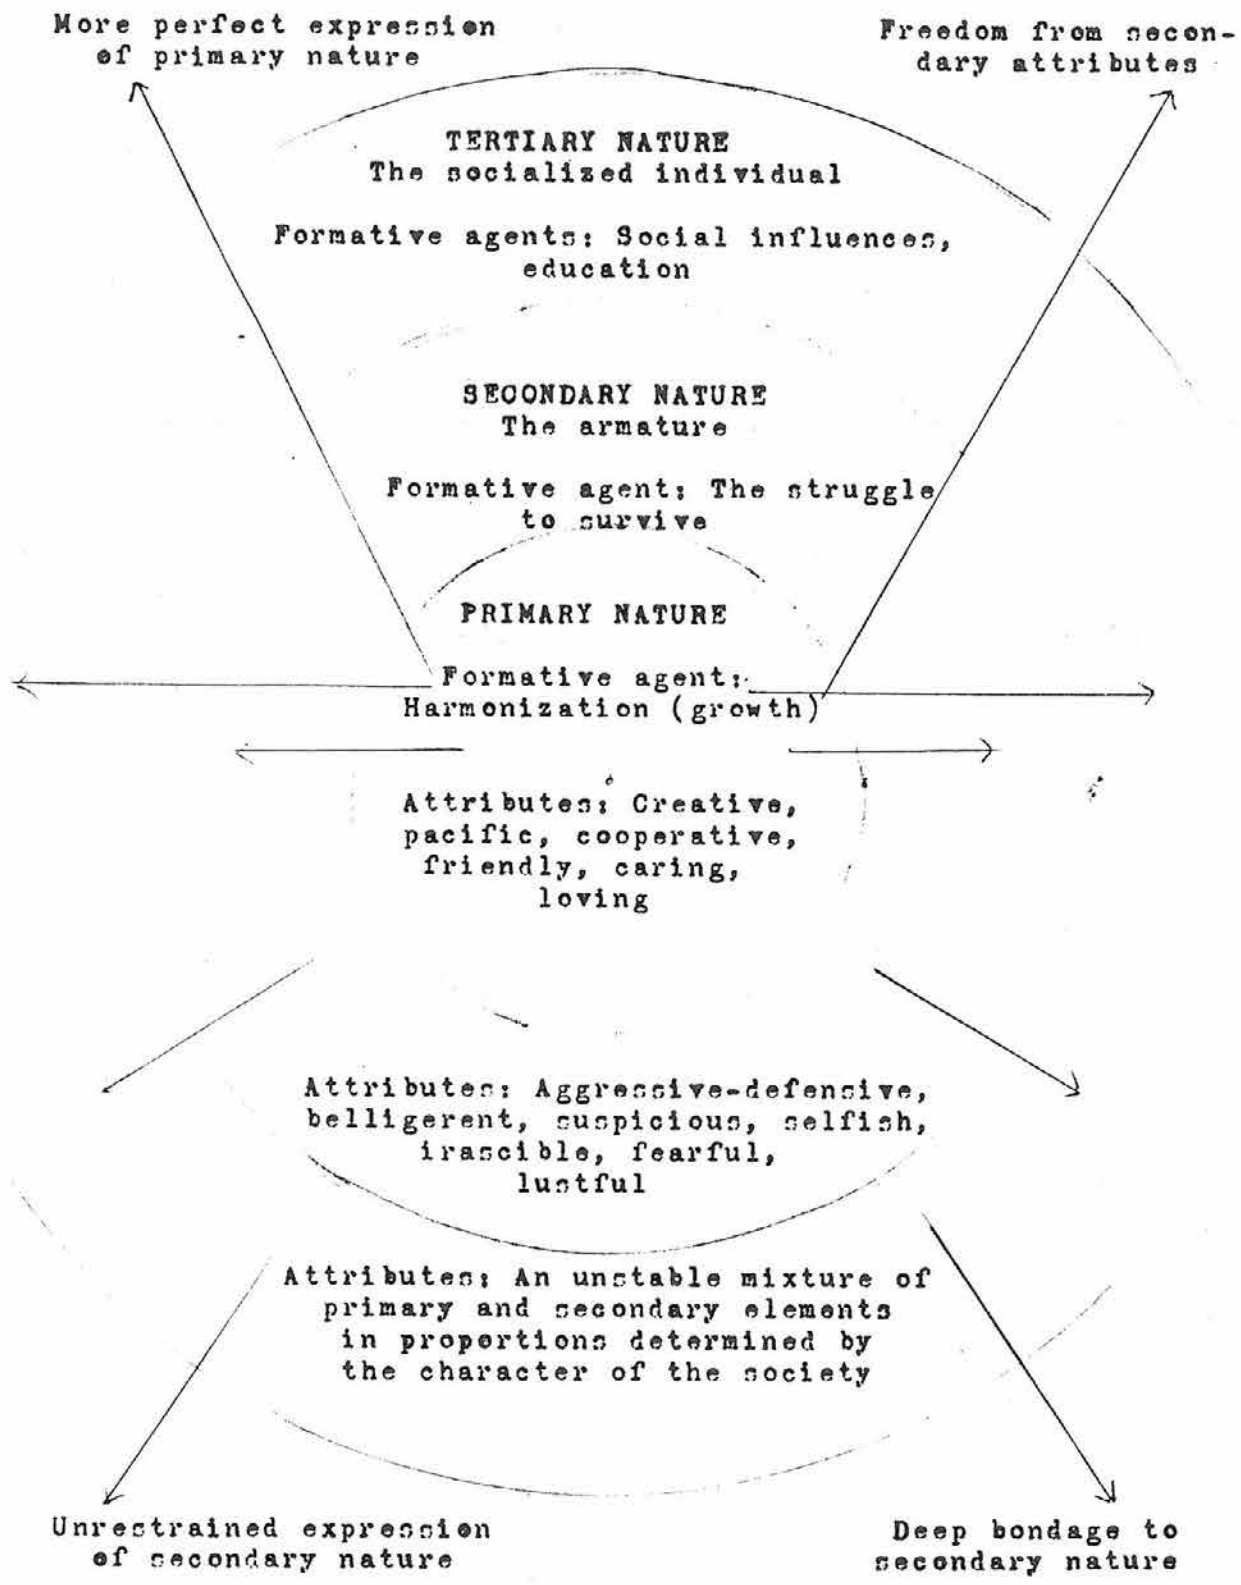 More perfect expression
of primary nature
Freedom from secon-
dary attributes
TERTIARY NATURE
The socialized individual
Formative agents: Social influences,
education
SECONDARY NATURE
The armature
Formative agent: The struggle
to survive
PRIMARY NATURE
Formative agent:
Harmonization (growth)
Attributes: Creative,
pacific, cooperative,
friendly, caring,
loving
Attributes: Aggressive-defensive,
belligerent, suspicious, selfish,
irascible, fearful,
lustful
Attributes: An unstable mixture of
primary and secondary elements
in proportions determined by
the character of the society
Unrestrained expression
of secondary nature
Deep bondage to
secondary nature